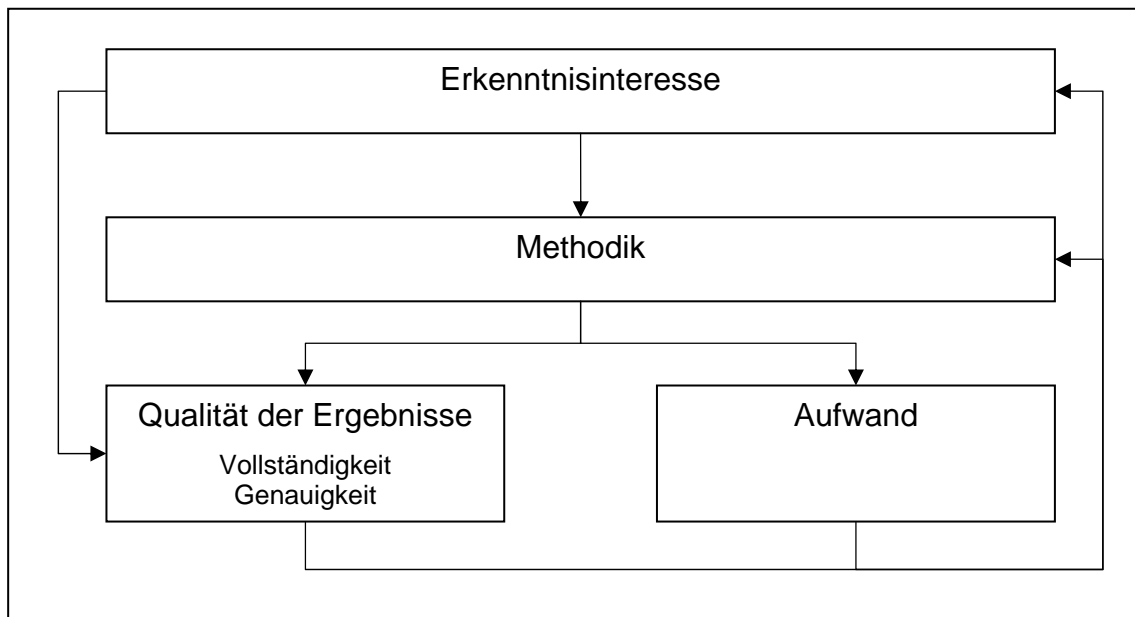 Erkenntnisinteresse
Methodik
Qualität der Ergebnisse
Vollständigkeit
Genauigkeit
Aufwand